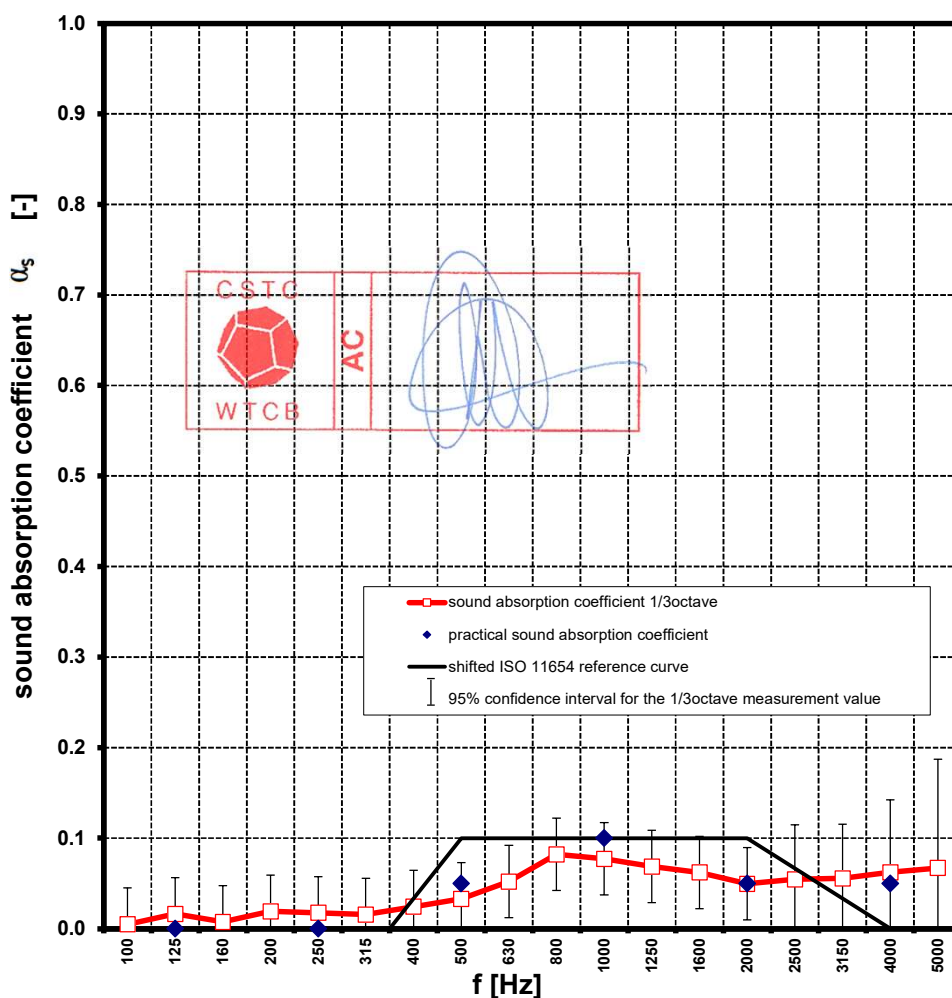 sound absorption coefficient αs [-]
1.0
0.9
0.8
0.7
0.6
0.5
0.4
0.3
0.2
0.1
0.0
CSTC
WTCB
AC
sound absorption coefficient 1/3octave
practical sound absorption coefficient
shifted ISO 11654 reference curve
95% confidence interval for the 1/3octave measurement value
100 125 160 200 250 315 400 500 630 800 1000 1250 1600 2000 2500 3150 4000 5000
f [Hz]